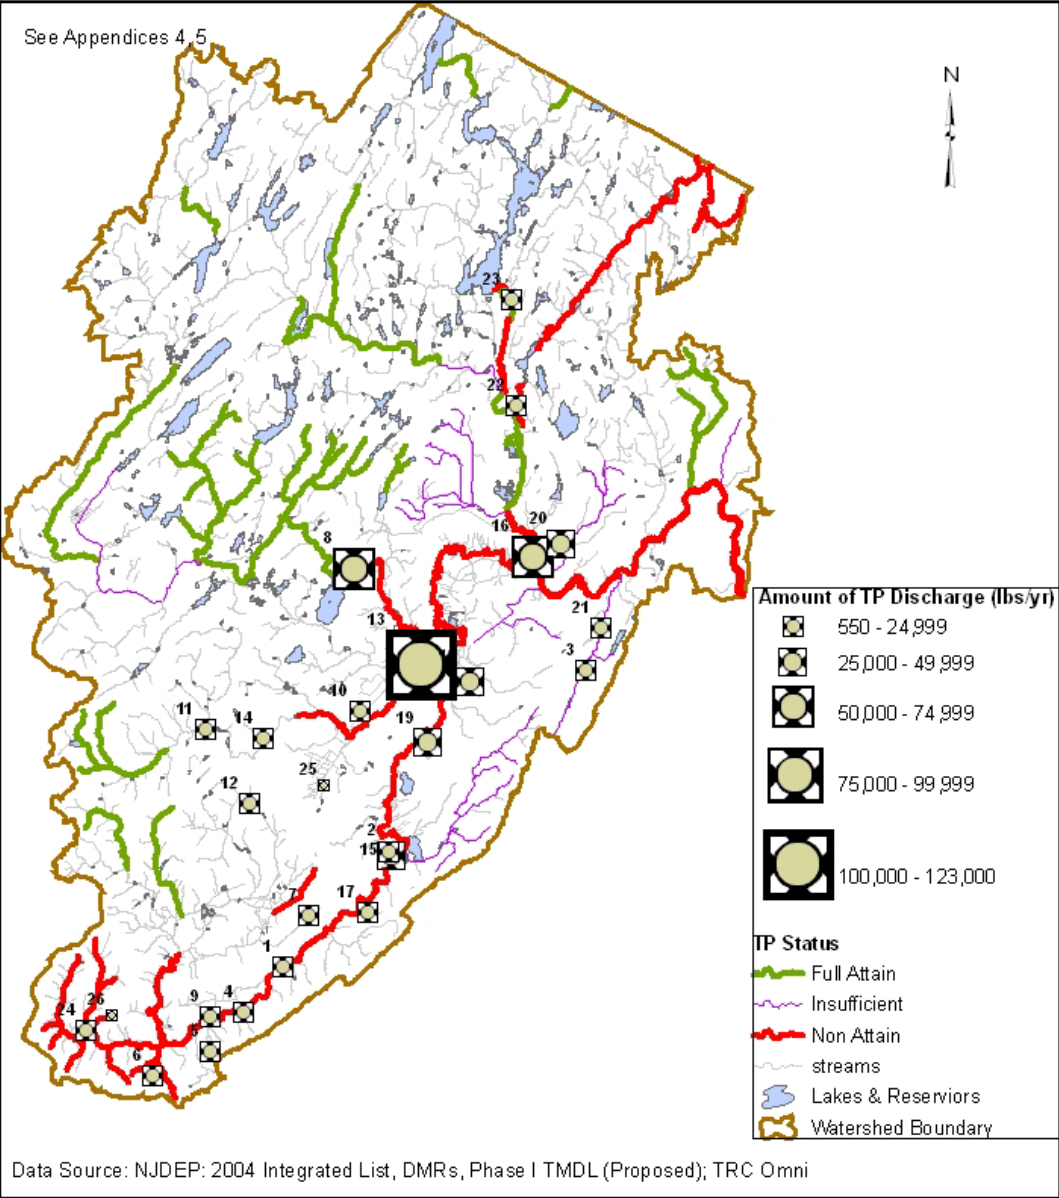 See Appendices 4,5
N
23
22
16
20
8
13
21
3
10
19
11
14
25
12
2
15
7
17
1
9
4
26
24
5
6
Amount of TP Discharge (lbs/yr)
550 - 24,999
25,000 - 49,999
50,000 - 74,999
75,000 - 99,999
100,000 - 123,000
TP Status
Full Attain
Insufficient
Non Attain
streams
Lakes & Reserviors
Watershed Boundary
Data Source: NJDEP: 2004 Integrated List, DMRs, Phase I TMDL (Proposed); TRC Omni